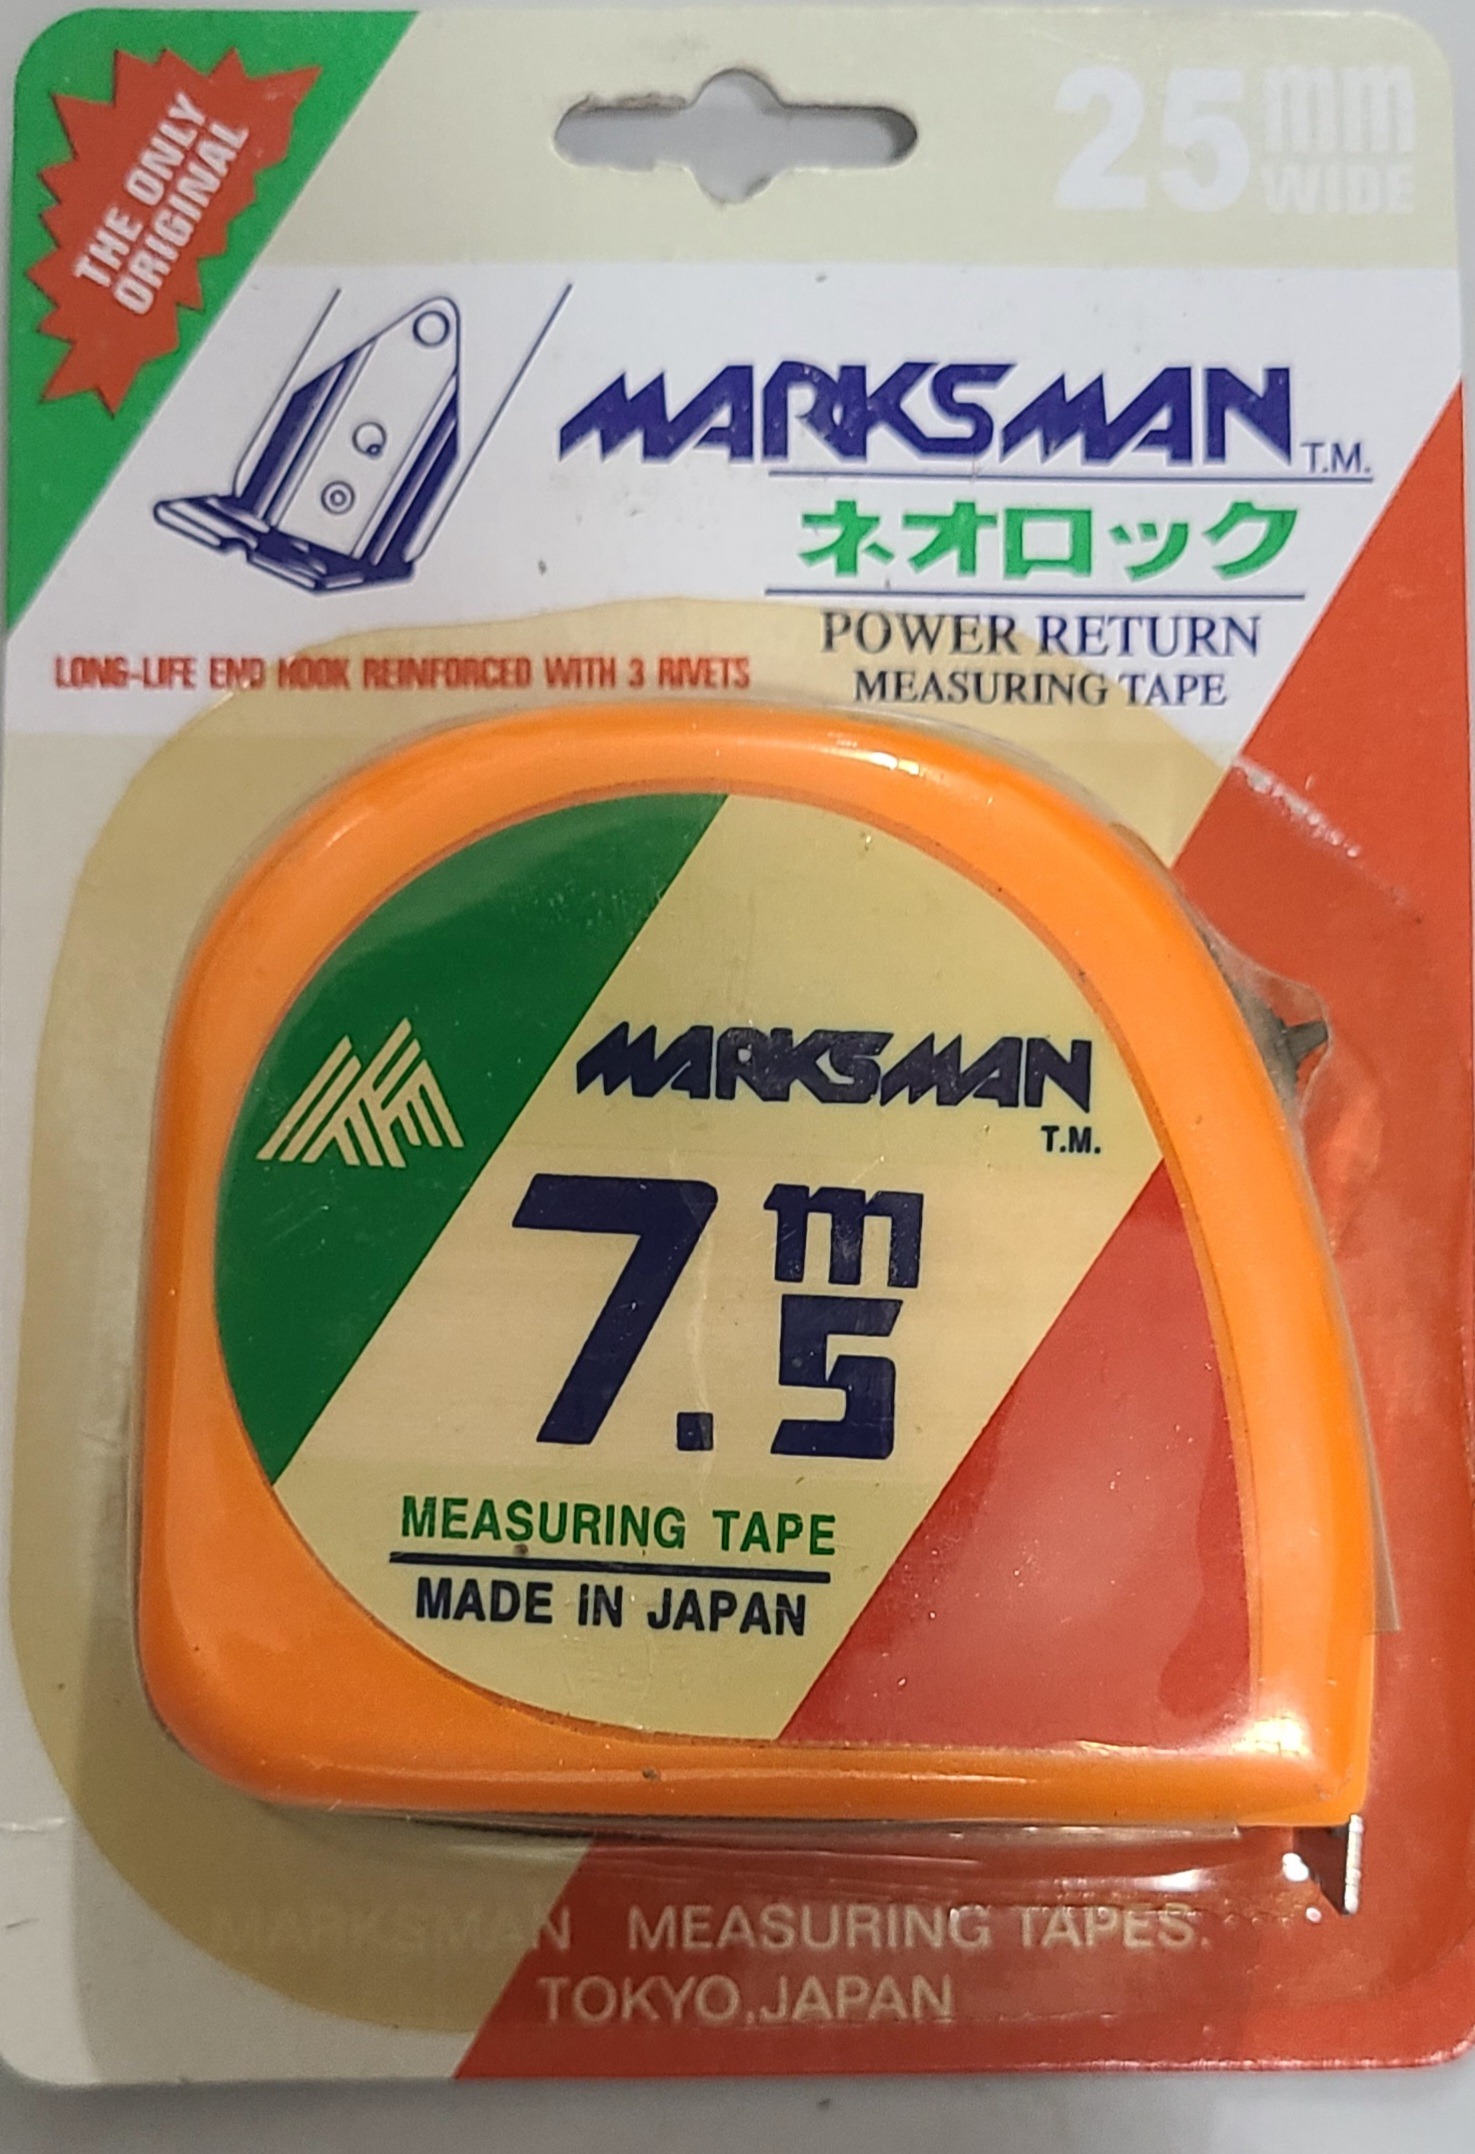 THE ONLY
ORIGINAL
25 mm
WIDE
MARKSMAN T.M.
ネオロック
POWER RETURN
MEASURING TAPE
LONG-LIFE END HOOK REINFORCED WITH 3 RIVETS
MARKSMAN
T.M.
7.5 m
MEASURING TAPE
MADE IN JAPAN
MARKSMAN MEASURING TAPES.
TOKYO,JAPAN